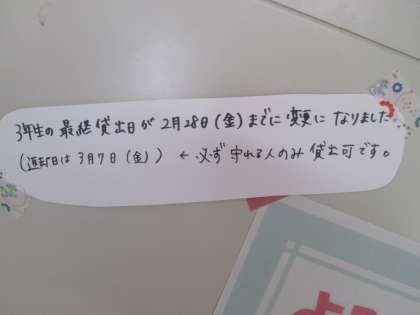 3年生の最終貸出日が2月28日(金)までに変更になりました
(返却日は3月7日(金)) ← 必ず守れる人のみ貸出可です。
よう